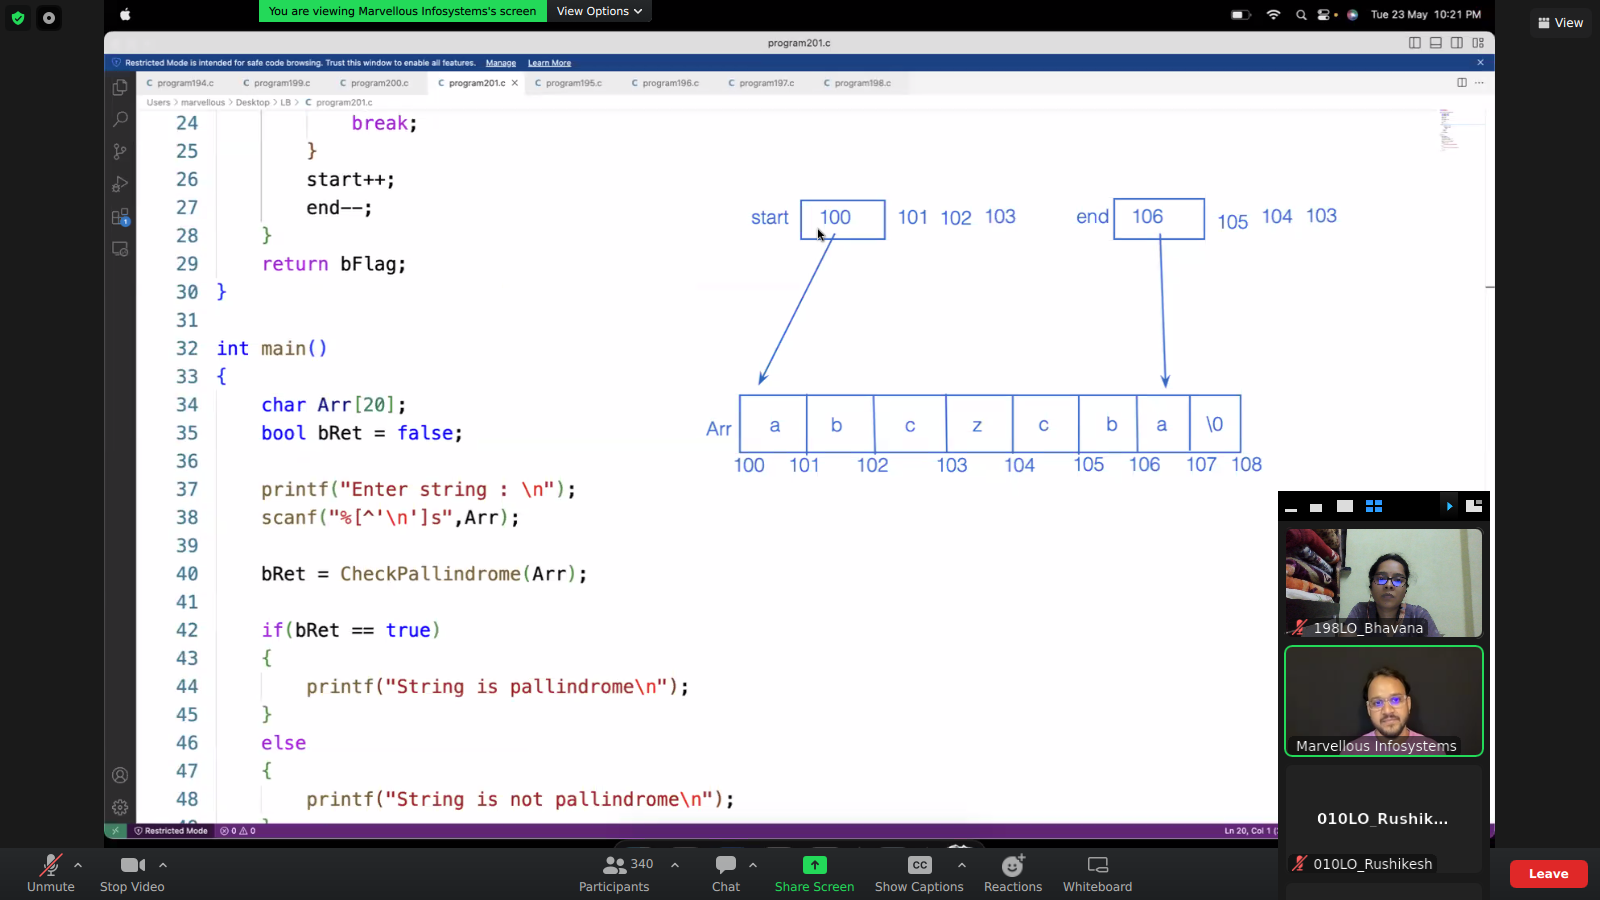 You are viewing Marvellous Infosystems's screen
View Options
Tue 23 May 10:21 PM
View
program201.c
Restricted Mode is intended for safe code browsing. Trust this window to enable all features. Manage Learn More
program194.c program199.c program200.c program201.c program195.c program196.c program197.c program198.c
Users > marvellous > Desktop > LB > program201.c
24 break;
25 }
26 start++;
27 end--;
28 }
29 return bFlag;
30 }
31
32 int main()
33 {
34 char Arr[20];
35 bool bRet = false;
36
37 printf("Enter string : \n");
38 scanf("%[^'\n']s",Arr);
39
40 bRet = CheckPallindrome(Arr);
41
42 if(bRet == true)
43 {
44 printf("String is pallindrome\n");
45 }
46 else
47 {
48 printf("String is not pallindrome\n");
start 100 101 102 103 end 106 105 104 103
Arr a b c z c b a \0
100 101 102 103 104 105 106 107 108
198LO_Bhavana
Marvellous Infosystems
010LO_Rushik...
010LO_Rushikesh
1
Restricted Mode 0 0
Ln 20, Col 1
Unmute
Stop Video
340
Participants
Chat
Share Screen
CC
Show Captions
Reactions
Whiteboard
Leave